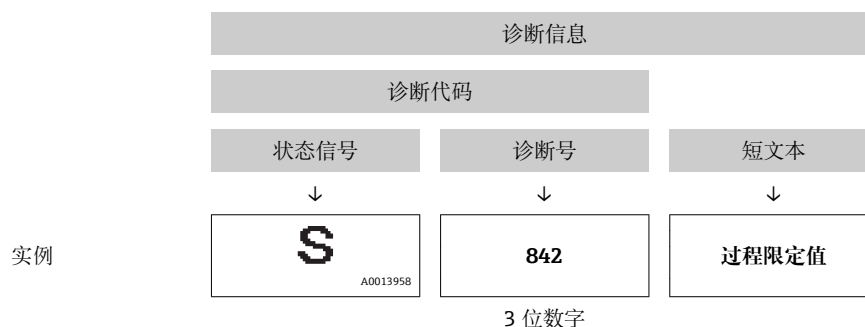 诊断信息
诊断代码
状态信号 诊断号 短文本
↓ ↓ ↓
实例 S 842 过程限定值
A0013958
3 位数字